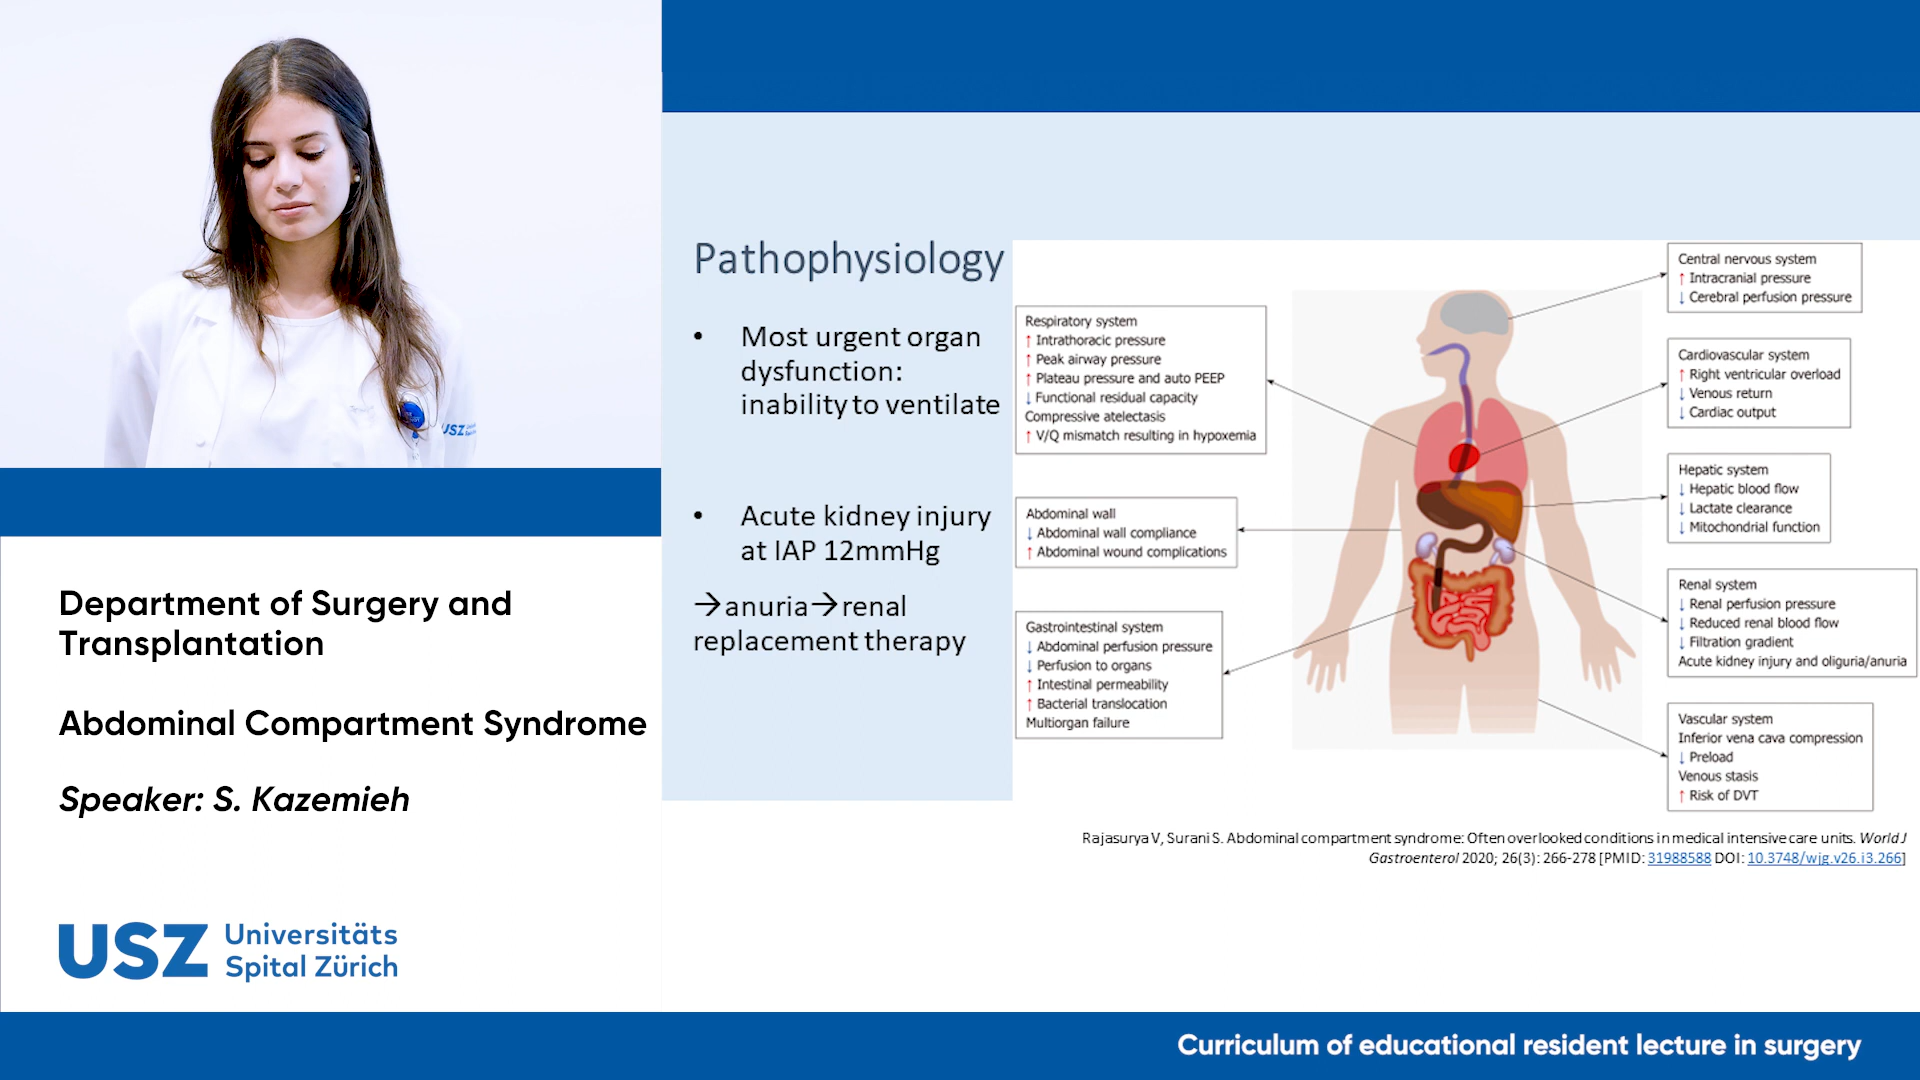 Department of Surgery and
Transplantation
Abdominal Compartment Syndrome
Speaker: S. Kazemieh
USZ
USZ Universitäts
Spital Zürich
Pathophysiology
• Most urgent organ
dysfunction:
inability to ventilate
• Acute kidney injury
at IAP 12mmHg
→anuria→renal
replacement therapy
Respiratory system
↑ Intrathoracic pressure
↑ Peak airway pressure
↑ Plateau pressure and auto PEEP
↓ Functional residual capacity
Compressive atelectasis
↑ V/Q mismatch resulting in hypoxemia
Abdominal wall
↓ Abdominal wall compliance
↑ Abdominal wound complications
Gastrointestinal system
↓ Abdominal perfusion pressure
↓ Perfusion to organs
↑ Intestinal permeability
↑ Bacterial translocation
Multiorgan failure
Central nervous system
↑ Intracranial pressure
↓ Cerebral perfusion pressure
Cardiovascular system
↑ Right ventricular overload
↓ Venous return
↓ Cardiac output
Hepatic system
↓ Hepatic blood flow
↓ Lactate clearance
↓ Mitochondrial function
Renal system
↓ Renal perfusion pressure
↓ Reduced renal blood flow
↓ Filtration gradient
Acute kidney injury and oliguria/anuria
Vascular system
Inferior vena cava compression
↓ Preload
Venous stasis
↑ Risk of DVT
Rajasurya V, Surani S. Abdominal compartment syndrome: Often overlooked conditions in medical intensive care units. World J
Gastroenterol 2020; 26(3): 266-278 [PMID: 31988588 DOI: 10.3748/wjg.v26.i3.266]
Curriculum of educational resident lecture in surgery